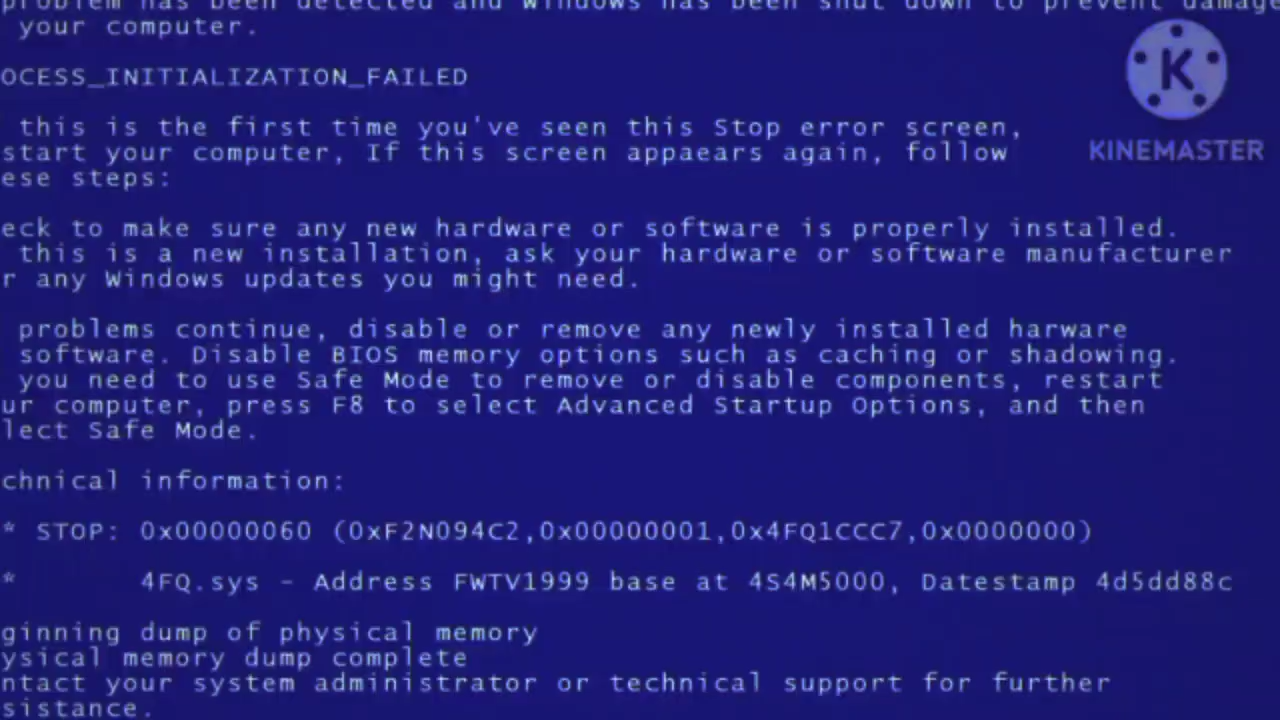 problem has been detected and windows has been shut down to prevent damage
your computer.
OCESS_INITIALIZATION_FAILED
this is the first time you've seen this Stop error screen,
start your computer, If this screen appaears again, follow
ese steps:
eck to make sure any new hardware or software is properly installed.
this is a new installation, ask your hardware or software manufacturer
r any Windows updates you might need.
problems continue, disable or remove any newly installed harware
software. Disable BIOS memory options such as caching or shadowing.
you need to use Safe Mode to remove or disable components, restart
ur computer, press F8 to select Advanced Startup Options, and then
lect Safe Mode.
chnical information:
* STOP: 0x00000060 (0xF2N094C2,0x00000001,0x4FQ1CCC7,0x0000000)
* 4FQ.sys - Address FWTV1999 base at 4S4M5000, Datestamp 4d5dd88c
ginning dump of physical memory
ysical memory dump complete
ntact your system administrator or technical support for further
sistance.
K
KINEMASTER